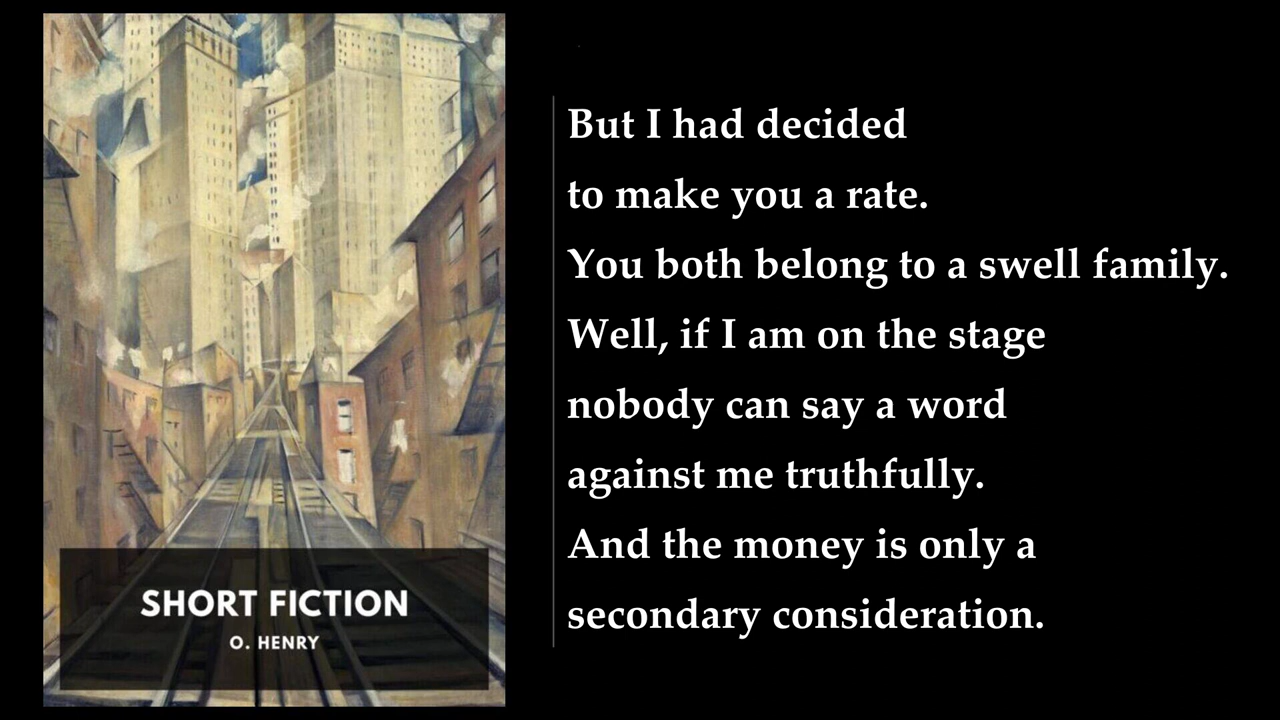 But I had decided
to make you a rate.
You both belong to a swell family.
Well, if I am on the stage
nobody can say a word
against me truthfully.
And the money is only a
secondary consideration.
SHORT FICTION
O. HENRY